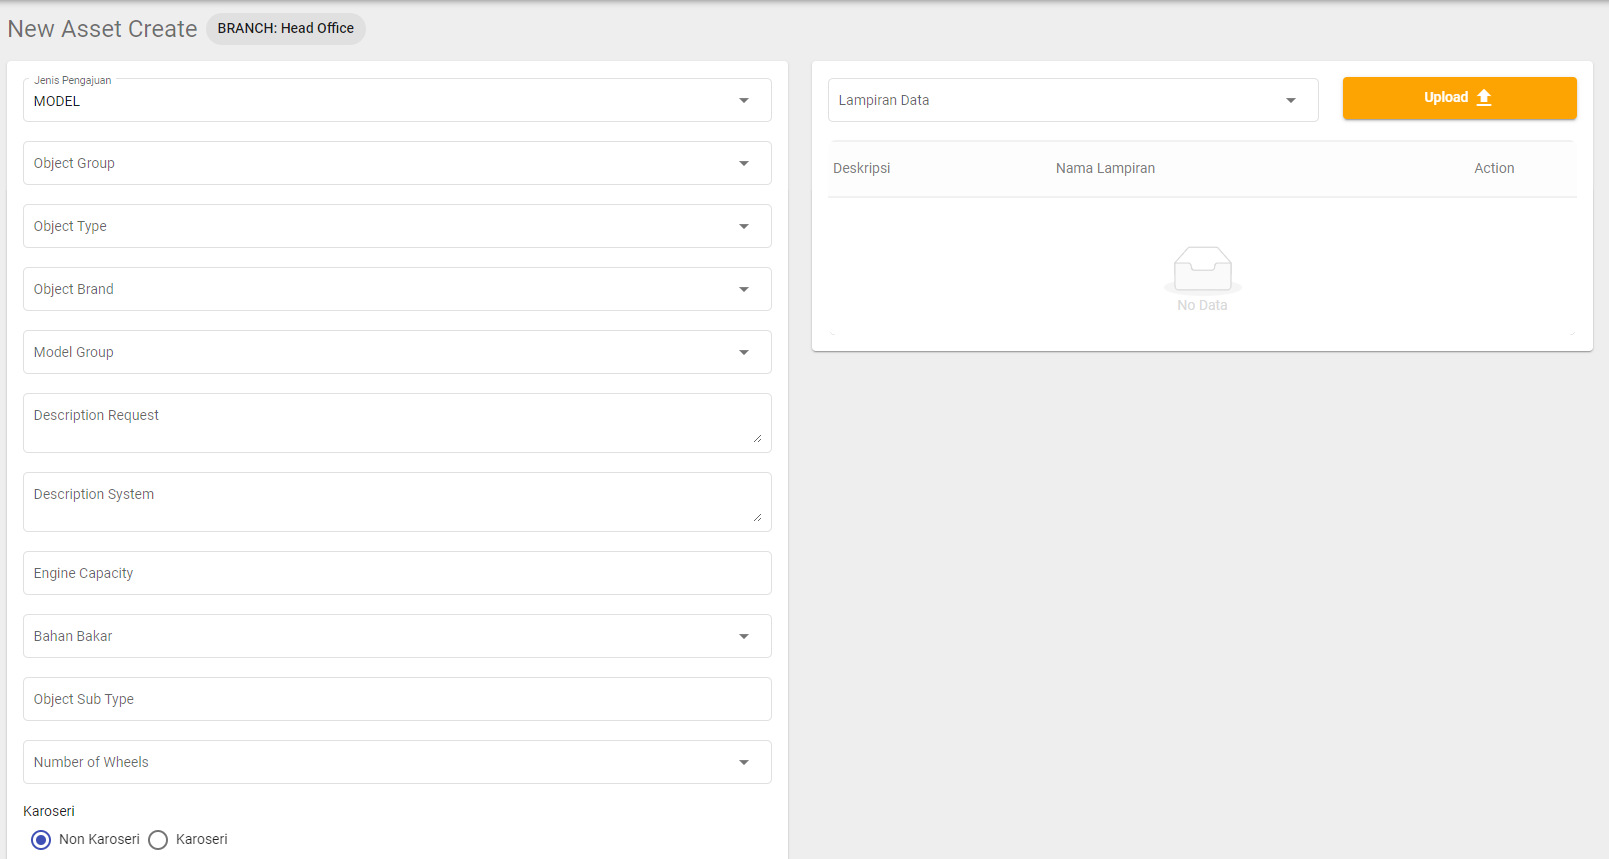 New Asset Create
BRANCH: Head Office
Jenis Pengajuan
MODEL
Object Group
Object Type
Object Brand
Model Group
Description Request
Description System
Engine Capacity
Bahan Bakar
Object Sub Type
Number of Wheels
Karoseri
Non Karoseri
Karoseri
Lampiran Data
Upload
Deskripsi Nama Lampiran Action
No Data